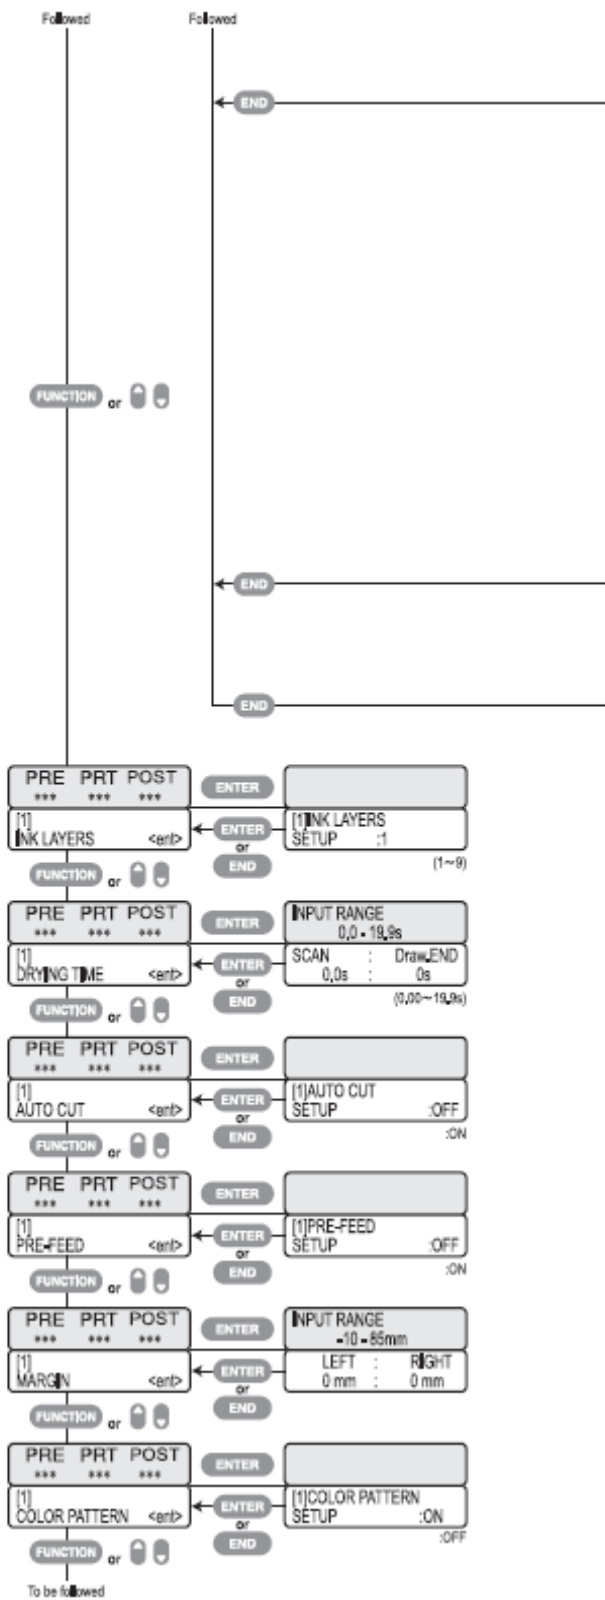 Followed Followed
END
FUNCTION or
END
END
PRE PRT POST
*** *** ***
ENTER
[1]
INK LAYERS <ent>
ENTER
or
END
[1]INK LAYERS
SETUP :1
(1~9)
FUNCTION or
PRE PRT POST
*** *** ***
ENTER
INPUT RANGE
0.0 - 19.9s
[1]
DRYING TIME <ent>
ENTER
or
END
SCAN : Draw.END
0.0s : 0s
(0.00~19.9s)
FUNCTION or
PRE PRT POST
*** *** ***
ENTER
[1]
AUTO CUT <ent>
ENTER
or
END
[1]AUTO CUT
SETUP :OFF
:ON
FUNCTION or
PRE PRT POST
*** *** ***
ENTER
[1]
PRE-FEED <ent>
ENTER
or
END
[1]PRE-FEED
SETUP :OFF
:ON
FUNCTION or
PRE PRT POST
*** *** ***
ENTER
INPUT RANGE
-10 - 85mm
[1]
MARGIN <ent>
ENTER
or
END
LEFT : RIGHT
0 mm : 0 mm
FUNCTION or
PRE PRT POST
*** *** ***
ENTER
[1]
COLOR PATTERN <ent>
ENTER
or
END
[1]COLOR PATTERN
SETUP :ON
:OFF
FUNCTION or
To be followed